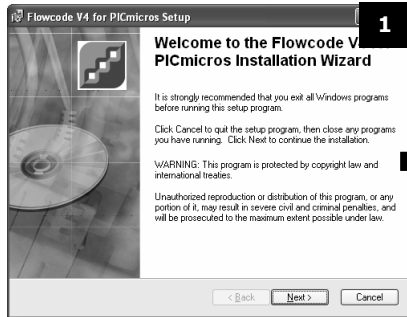 Flowcode V4 for PICmicros Setup
1
Welcome to the Flowcode V
PICmicros Installation Wizard
It is strongly recommended that you exit all Windows programs
before running this setup program.
Click Cancel to quit the setup program, then close any programs
you have running. Click Next to continue the installation.
WARNING: This program is protected by copyright law and
international treaties.
Unauthorized reproduction or distribution of this program, or any
portion of it, may result in severe civil and criminal penalties, and
will be prosecuted to the maximum extent possible under law.
< Back Next > Cancel